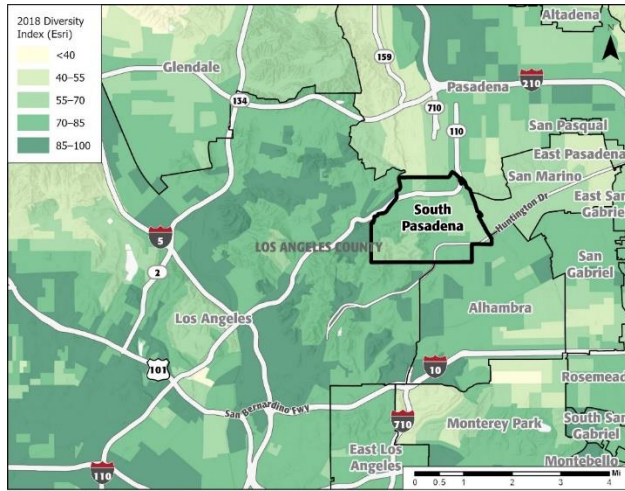 2018 Diversity
Index (Esri)
<40
40–55
55–70
70–85
85–100
Altadena
N
159
Glendale
134
710
Pasadena
210
110
San Pasqual
East Pasadena
San Marino
South
Pasadena
Huntington Dr
East San
Gabriel
5
LOS ANGELES COUNTY
San
Gabriel
2
Los Angeles
Alhambra
101
10
Rosemead
San Bernardino Fwy
710
Monterey Park
South San
Gabriel
East Los
Angeles
Montebello
110
Mi
0 0.5 1 2 3 4